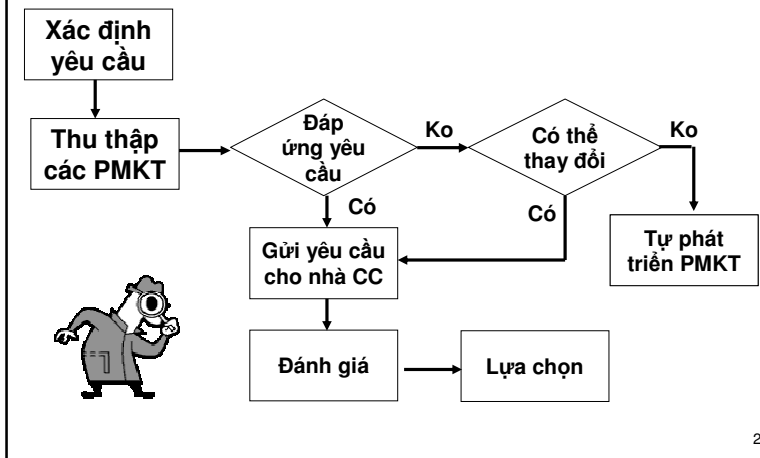 Xác định
yêu cầu
Thu thập
các PMKT
Đáp
ứng yêu
cầu
Ko
Có thể
thay đổi
Ko
Có
Có
Gửi yêu cầu
cho nhà CC
Tự phát
triển PMKT
Đánh giá
Lựa chọn
2